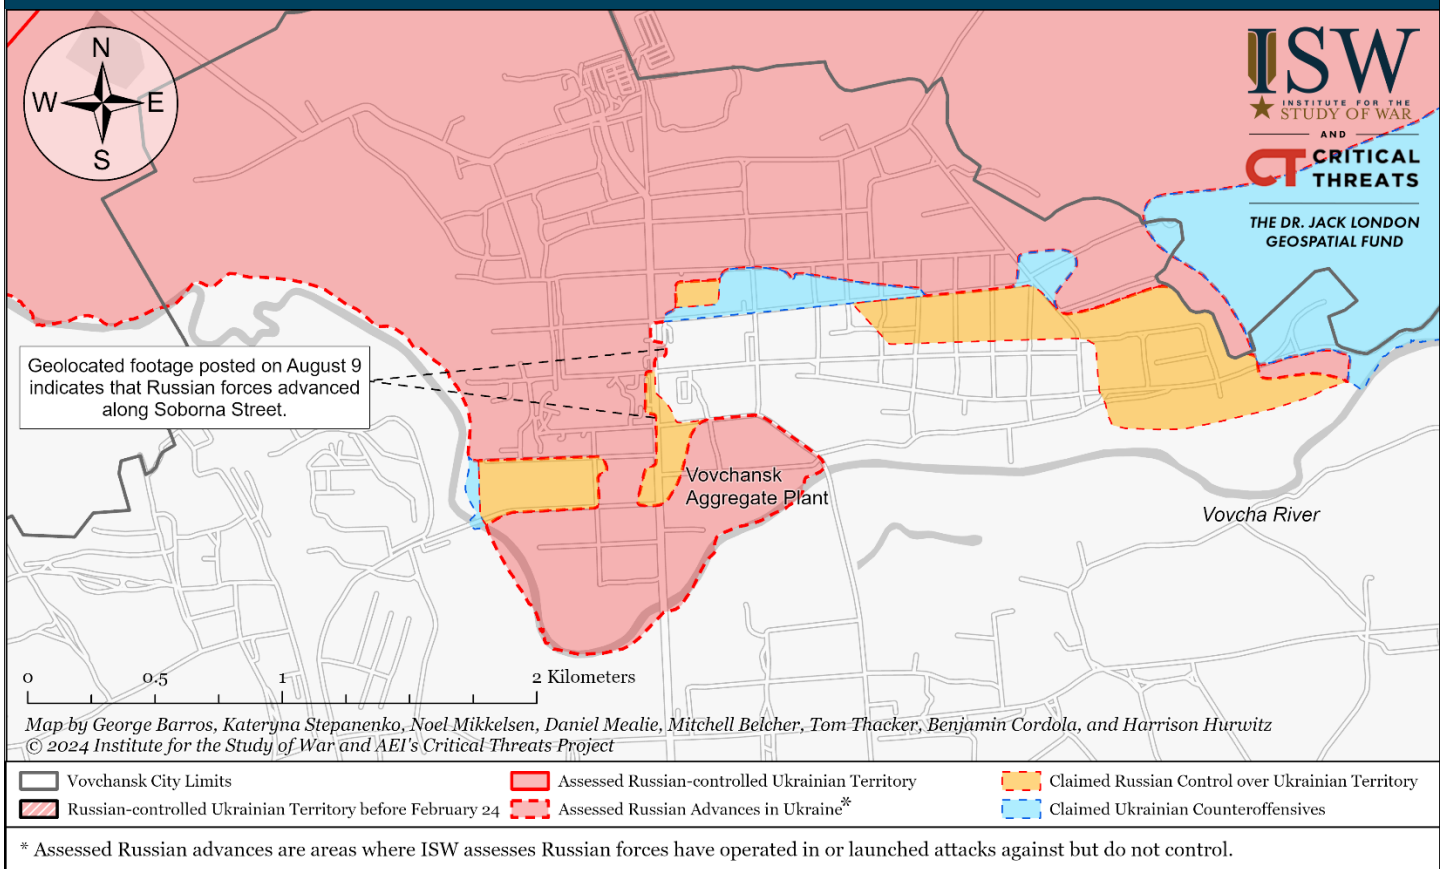 N
W E
S
ISW
INSTITUTE FOR THE
STUDY OF WAR
AND
CT CRITICAL
THREATS
THE DR. JACK LONDON
GEOSPATIAL FUND
Geolocated footage posted on August 9
indicates that Russian forces advanced
along Soborna Street.
Vovchansk
Aggregate Plant
Vovcha River
0 0.5 1 2 Kilometers
Map by George Barros, Kateryna Stepanenko, Noel Mikkelsen, Daniel Mealie, Mitchell Belcher, Tom Thacker, Benjamin Cordola, and Harrison Hurwitz
© 2024 Institute for the Study of War and AEI's Critical Threats Project
Vovchansk City Limits
Russian-controlled Ukrainian Territory before February 24
Assessed Russian-controlled Ukrainian Territory
Assessed Russian Advances in Ukraine*
Claimed Russian Control over Ukrainian Territory
Claimed Ukrainian Counteroffensives
* Assessed Russian advances are areas where ISW assesses Russian forces have operated in or launched attacks against but do not control.